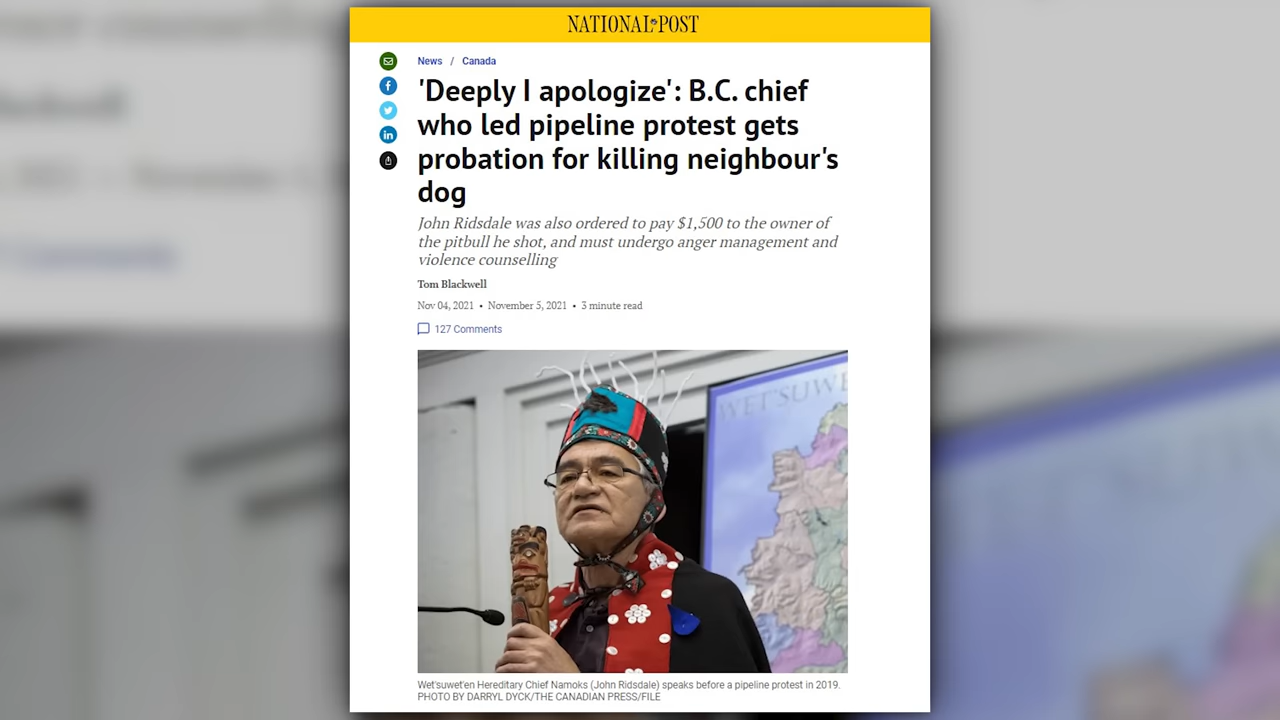 NATIONAL POST
News / Canada
'Deeply I apologize': B.C. chief
who led pipeline protest gets
probation for killing neighbour's
dog
John Ridsdale was also ordered to pay $1,500 to the owner of
the pitbull he shot, and must undergo anger management and
violence counselling
Tom Blackwell
Nov 04, 2021 • November 5, 2021 • 3 minute read
127 Comments
WET'SUWE
Wet'suwet'en Hereditary Chief Namoks (John Ridsdale) speaks before a pipeline protest in 2019.
PHOTO BY DARRYL DYCK/THE CANADIAN PRESS/FILE